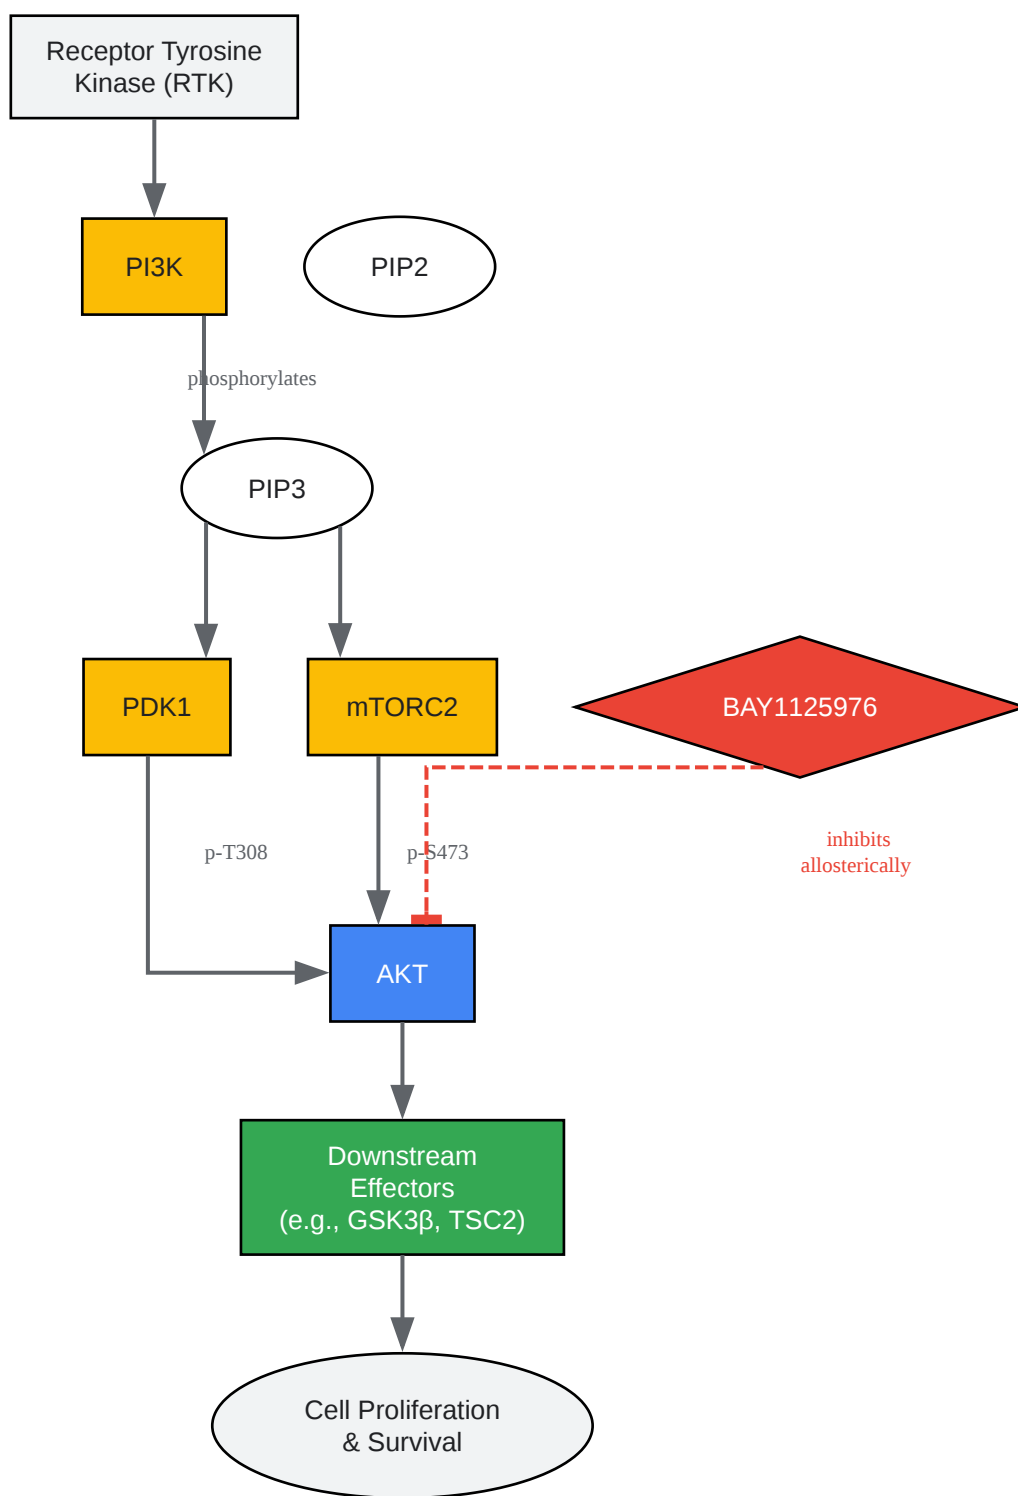 Receptor Tyrosine
Kinase (RTK)
PI3K
PIP2
phosphorylates
PIP3
PDK1
mTORC2
BAY1125976
p-T308
p-S473
inhibits
allosterically
AKT
Downstream
Effectors
(e.g., GSK3β, TSC2)
Cell Proliferation
& Survival